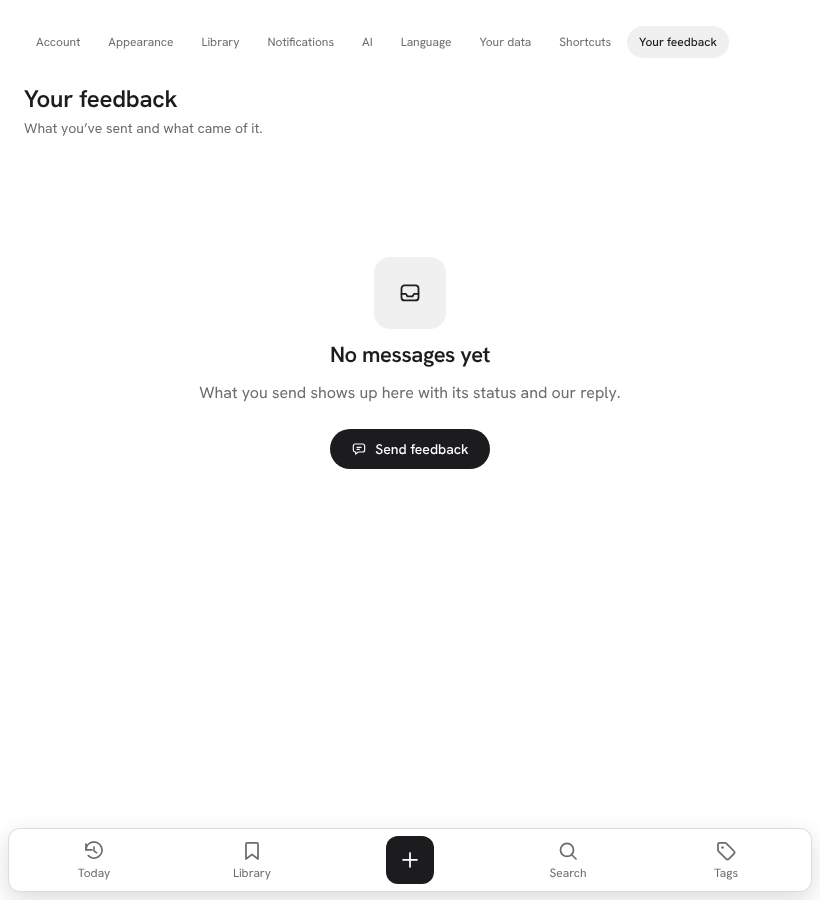 Account Appearance Library Notifications AI Language Your data Shortcuts Your feedback
Your feedback
What you’ve sent and what came of it.
No messages yet
What you send shows up here with its status and our reply.
Send feedback
Today Library Search Tags